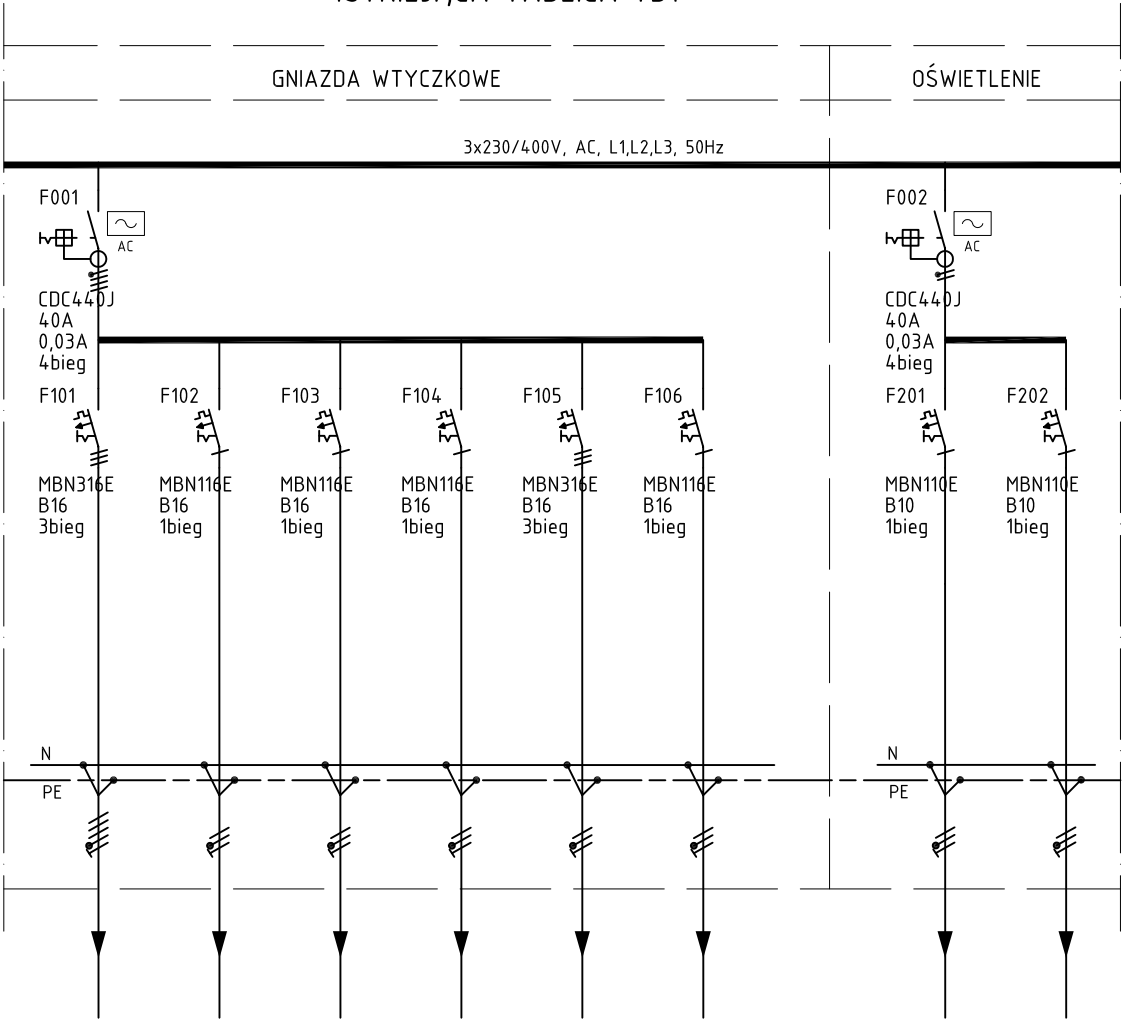 GNIAZDA WTYCZKOWE
OŚWIETLENIE
3x230/400V, AC, L1,L2,L3, 50Hz
F001
AC
CDC440J
40A
0,03A
4bieg
F002
AC
CDC440J
40A
0,03A
4bieg
F101
MBN316E
B16
3bieg
F102
MBN116E
B16
1bieg
F103
MBN116E
B16
1bieg
F104
MBN116E
B16
1bieg
F105
MBN316E
B16
3bieg
F106
MBN116E
B16
1bieg
F201
MBN110E
B10
1bieg
F202
MBN110E
B10
1bieg
N
PE
N
PE